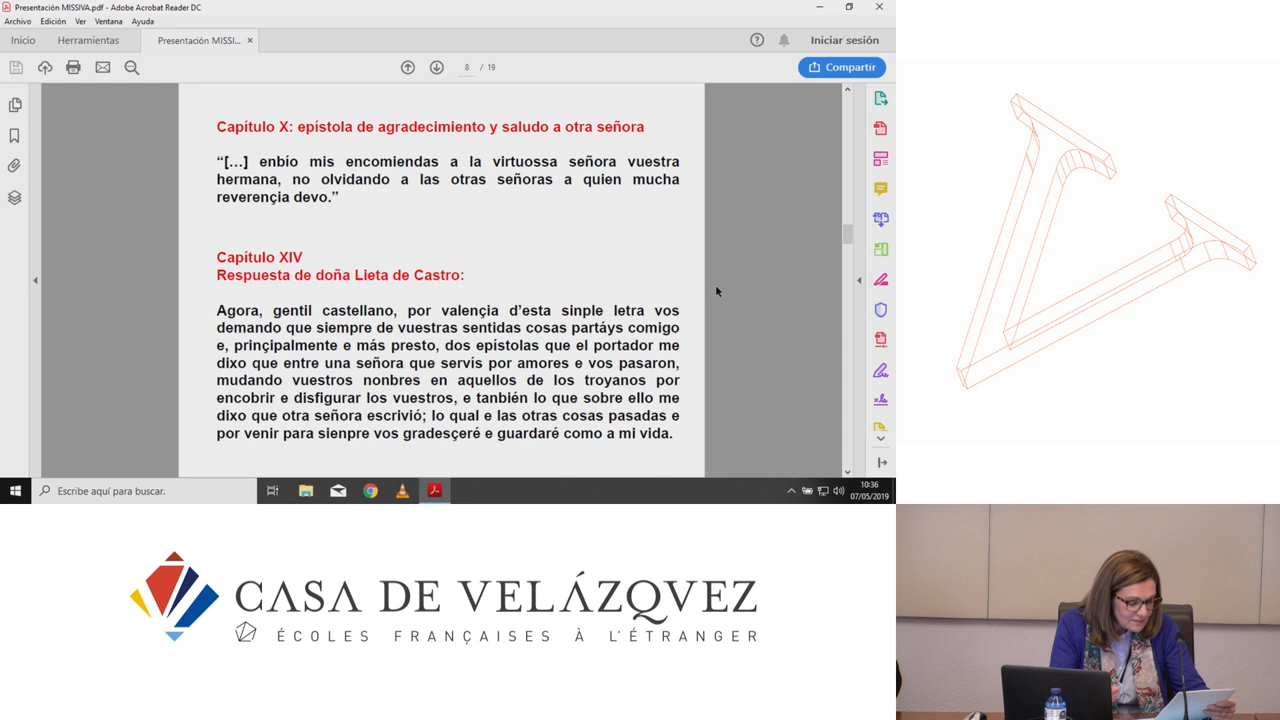 Presentación MISSIVA.pdf - Adobe Acrobat Reader DC
Archivo Edición Ver Ventana Ayuda
Inicio Herramientas Presentación MISSI... × Iniciar sesión
8 / 19 Compartir
Capítulo X: epístola de agradecimiento y saludo a otra señora
“[…] enbío mis encomiendas a la virtuossa señora vuestra
hermana, no olvidando a las otras señoras a quien mucha
reverençia devo.”
Capítulo XIV
Respuesta de doña Lieta de Castro:
Agora, gentil castellano, por valençia d’esta sinple letra vos
demando que siempre de vuestras sentidas cosas partáys comigo
e, prinçipalmente e más presto, dos epístolas que el portador me
dixo que entre una señora que servís por amores e vos pasaron,
mudando vuestros nonbres en aquellos de los troyanos por
encobrir e disfigurar los vuestros, e tanbién lo que sobre ello me
dixo que otra señora escrivió; lo qual e las otras cosas pasadas e
por venir para sienpre vos gradesçeré e guardaré como a mi vida.
Escribe aquí para buscar.
10:36
07/05/2019
CASA DE VELÁZQVEZ
ÉCOLES FRANÇAISES À L'ÉTRANGER